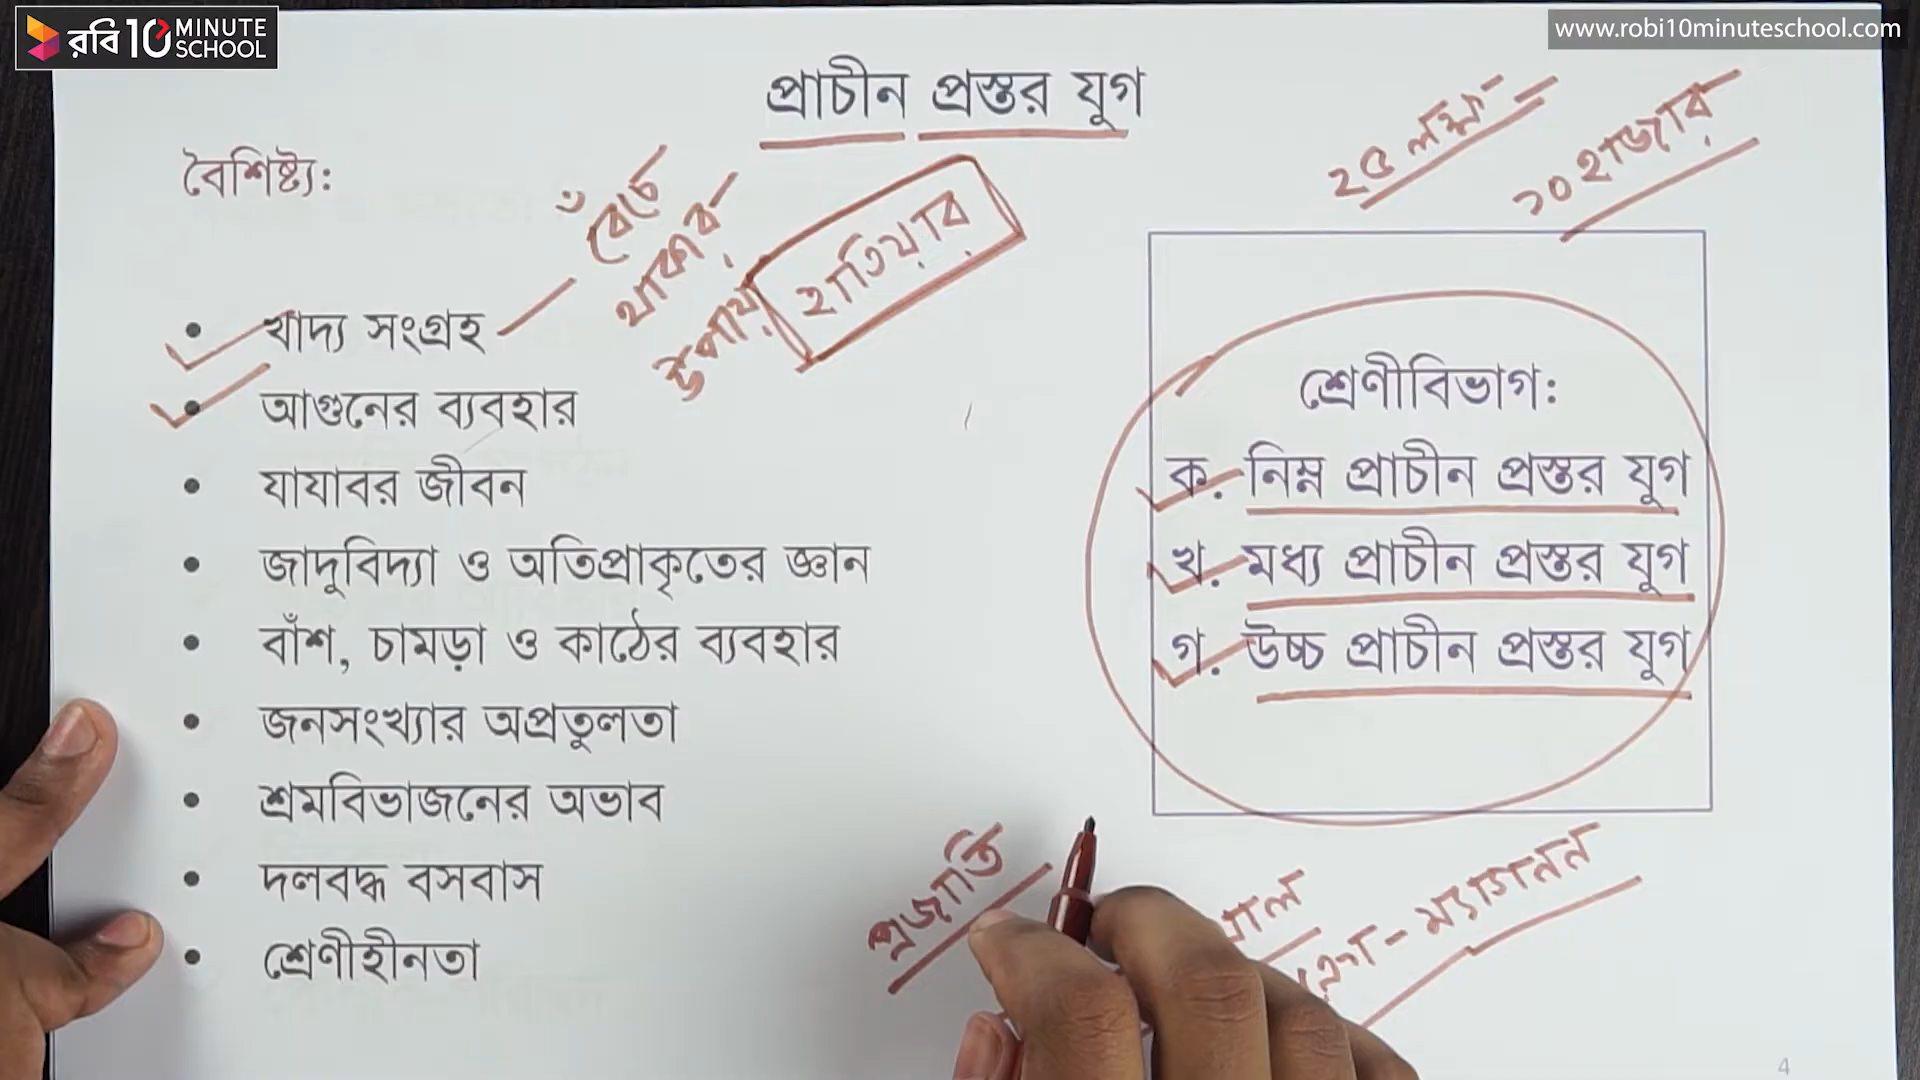 রবি 10 MINUTE SCHOOL
www.robi10minuteschool.com
প্রাচীন প্রস্তর যুগ
২৫ লক্ষ
১০ হাজার
বৈশিষ্ট্য:
বেঁচে থাকার উপায়
হাতিয়ার
• খাদ্য সংগ্রহ
• আগুনের ব্যবহার
• যাযাবর জীবন
• জাদুবিদ্যা ও অতিপ্রাকৃতের জ্ঞান
• বাঁশ, চামড়া ও কাঠের ব্যবহার
• জনসংখ্যার অপ্রতুলতা
• শ্রমবিভাজনের অভাব
• দলবদ্ধ বসবাস
• শ্রেণীহীনতা
শ্রেণীবিভাগ:
ক. নিম্ন প্রাচীন প্রস্তর যুগ
খ. মধ্য প্রাচীন প্রস্তর যুগ
গ. উচ্চ প্রাচীন প্রস্তর যুগ
প্রজাতি
ক্রো-ম্যাগনন
4